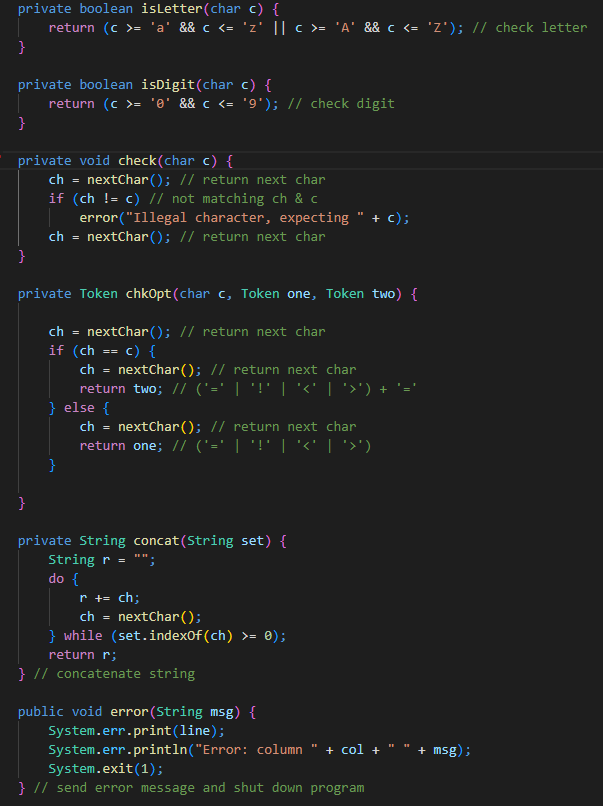 private boolean isLetter(char c) {
    return (c >= 'a' && c <= 'z' || c >= 'A' && c <= 'Z'); // check letter
}
private boolean isDigit(char c) {
    return (c >= '0' && c <= '9'); // check digit
}
private void check(char c) {
    ch = nextChar(); // return next char
    if (ch != c) // not matching ch & c
        error("Illegal character, expecting " + c);
    ch = nextChar(); // return next char
}
private Token chkOpt(char c, Token one, Token two) {
    ch = nextChar(); // return next char
    if (ch == c) {
        ch = nextChar(); // return next char
        return two; // ('=' | '!' | '<' | '>') + '='
    } else {
        ch = nextChar(); // return next char
        return one; // ('=' | '!' | '<' | '>')
    }
}
private String concat(String set) {
    String r = "";
    do {
        r += ch;
        ch = nextChar();
    } while (set.indexOf(ch) >= 0);
    return r;
} // concatenate string
public void error(String msg) {
    System.err.print(line);
    System.err.println("Error: column " + col + " " + msg);
    System.exit(1);
} // send error message and shut down program